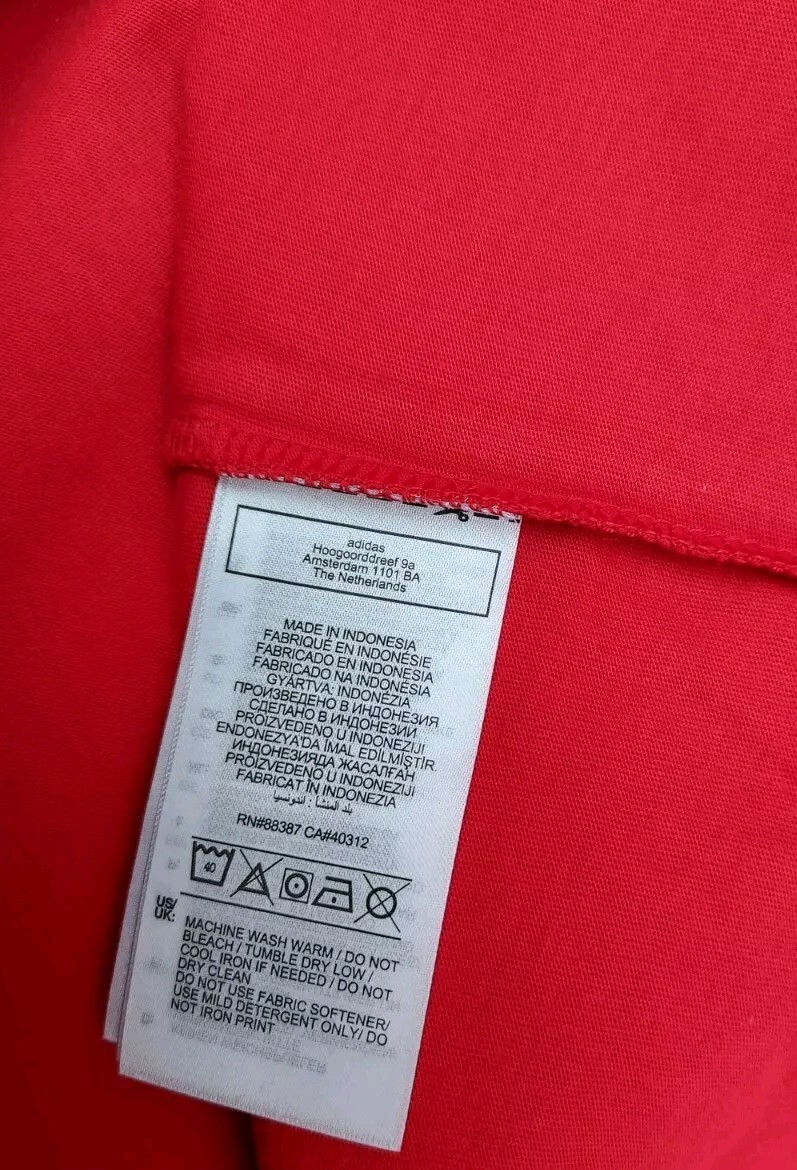 adidas
Hoogoorddreef 9a
Amsterdam 1101 BA
The Netherlands
MADE IN INDONESIA
FABRIQUÉ EN INDONÉSIE
FABRICADO EN INDONESIA
FABRICADO NA INDONÉSIA
GYÁRTVA: INDONÉZIA
ПРОИЗВЕДЕНО В ИНДОНЕЗИЯ
СДЕЛАНО В ИНДОНЕЗИИ
PROIZVEDENO U INDONEZIJI
ENDONEZYA'DA İMAL EDİLMİŞTİR.
ИНДОНЕЗИЯДА ЖАСАЛҒАН
PROIZVEDENO U INDONEZIJI
FABRICAT ÎN INDONEZIA
بلد المنشأ : اندونسيا
RN#88387 CA#40312
40
US/
UK:
MACHINE WASH WARM / DO NOT
BLEACH / TUMBLE DRY LOW /
COOL IRON IF NEEDED / DO NOT
DRY CLEAN
DO NOT USE FABRIC SOFTENER/
USE MILD DETERGENT ONLY/ DO
NOT IRON PRINT